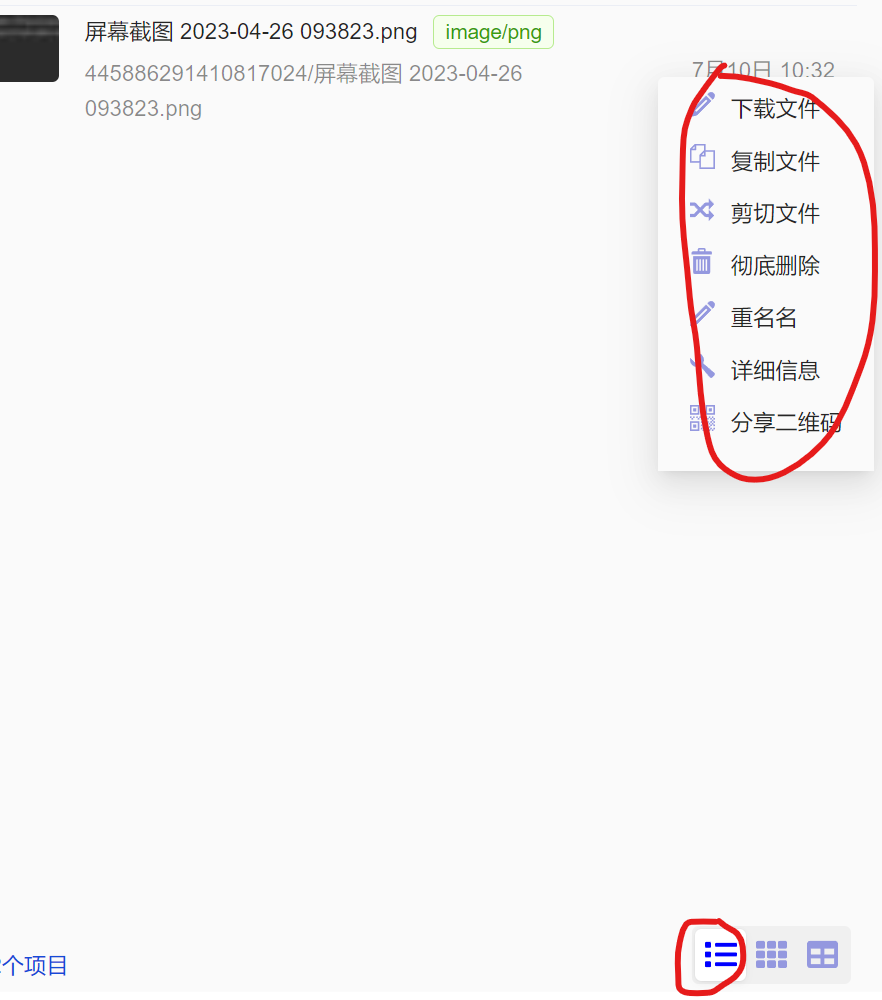 屏幕截图 2023-04-26 093823.png image/png
445886291410817024/屏幕截图 2023-04-26
093823.png
7月10日 10:32
下载文件
复制文件
剪切文件
彻底删除
重名名
详细信息
分享二维码
个项目